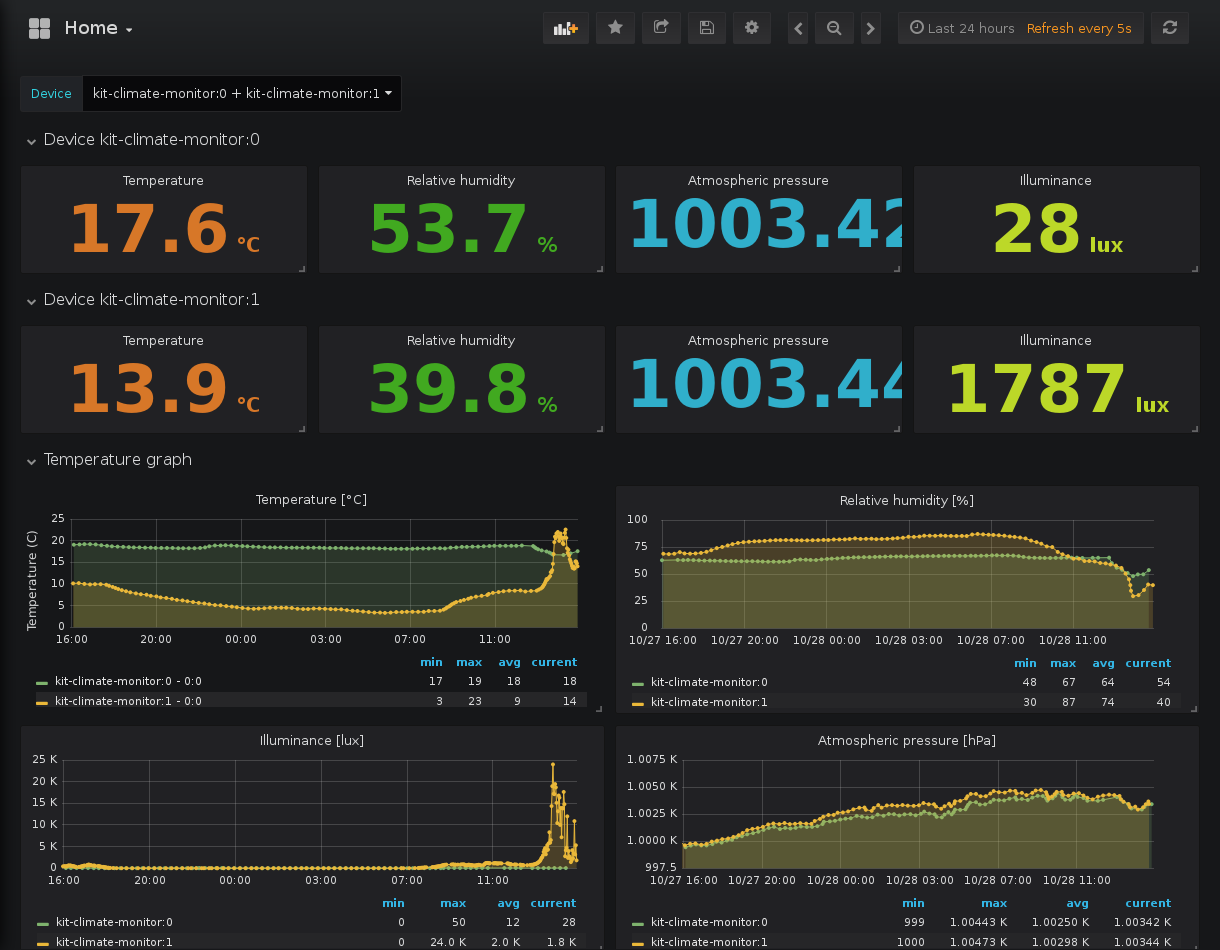 Home
Last 24 hours Refresh every 5s
Device kit-climate-monitor:0 + kit-climate-monitor:1
Device kit-climate-monitor:0
Temperature Relative humidity Atmospheric pressure Illuminance
17.6 °C 53.7 % 1003.42 28 lux
Device kit-climate-monitor:1
Temperature Relative humidity Atmospheric pressure Illuminance
13.9 °C 39.8 % 1003.44 1787 lux
Temperature graph
Temperature [°C]
Temperature (C)
25
20
15
10
5
0
16:00 20:00 00:00 03:00 07:00 11:00
min max avg current
kit-climate-monitor:0 - 0:0 17 19 18 18
kit-climate-monitor:1 - 0:0 3 23 9 14
Relative humidity [%]
100
75
50
25
0
10/27 16:00 10/27 20:00 10/28 00:00 10/28 03:00 10/28 07:00 10/28 11:00
min max avg current
kit-climate-monitor:0 48 67 64 54
kit-climate-monitor:1 30 87 74 40
Illuminance [lux]
25 K
20 K
15 K
10 K
5 K
0
16:00 20:00 00:00 03:00 07:00 11:00
min max avg current
kit-climate-monitor:0 0 50 12 28
kit-climate-monitor:1 0 24.0 K 2.0 K 1.8 K
Atmospheric pressure [hPa]
1.0075 K
1.0050 K
1.0025 K
1.0000 K
997.5
10/27 16:00 10/27 20:00 10/28 00:00 10/28 03:00 10/28 07:00 10/28 11:00
min max avg current
kit-climate-monitor:0 999 1.00443 K 1.00250 K 1.00342 K
kit-climate-monitor:1 1000 1.00473 K 1.00298 K 1.00344 K